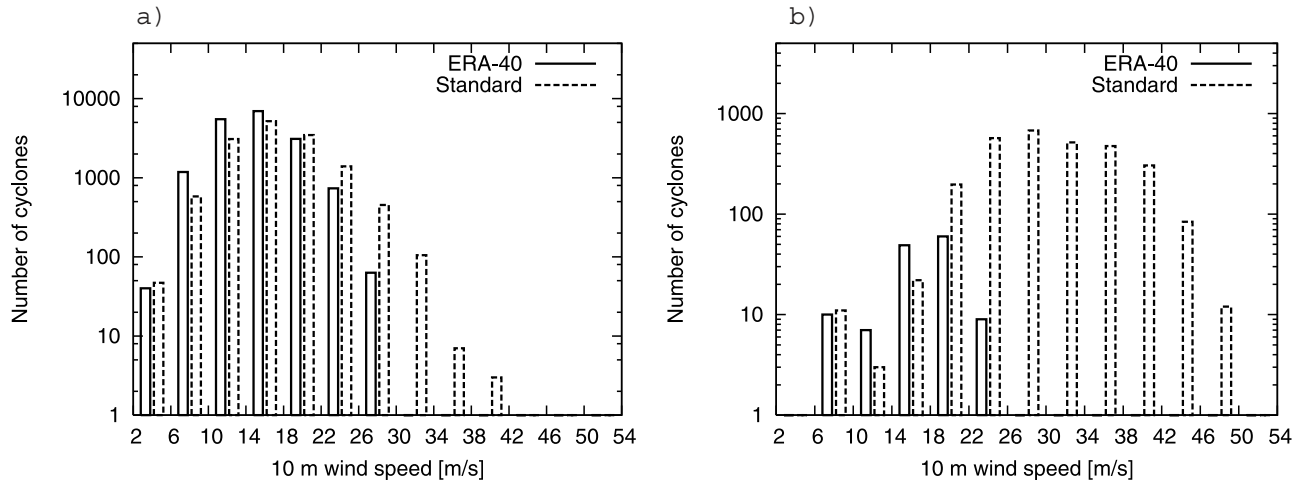 a)
Number of cyclones
10000
1000
100
10
1
ERA-40
Standard
2 6 10 14 18 22 26 30 34 38 42 46 50 54
10 m wind speed [m/s]
b)
Number of cyclones
1000
100
10
1
ERA-40
Standard
2 6 10 14 18 22 26 30 34 38 42 46 50 54
10 m wind speed [m/s]